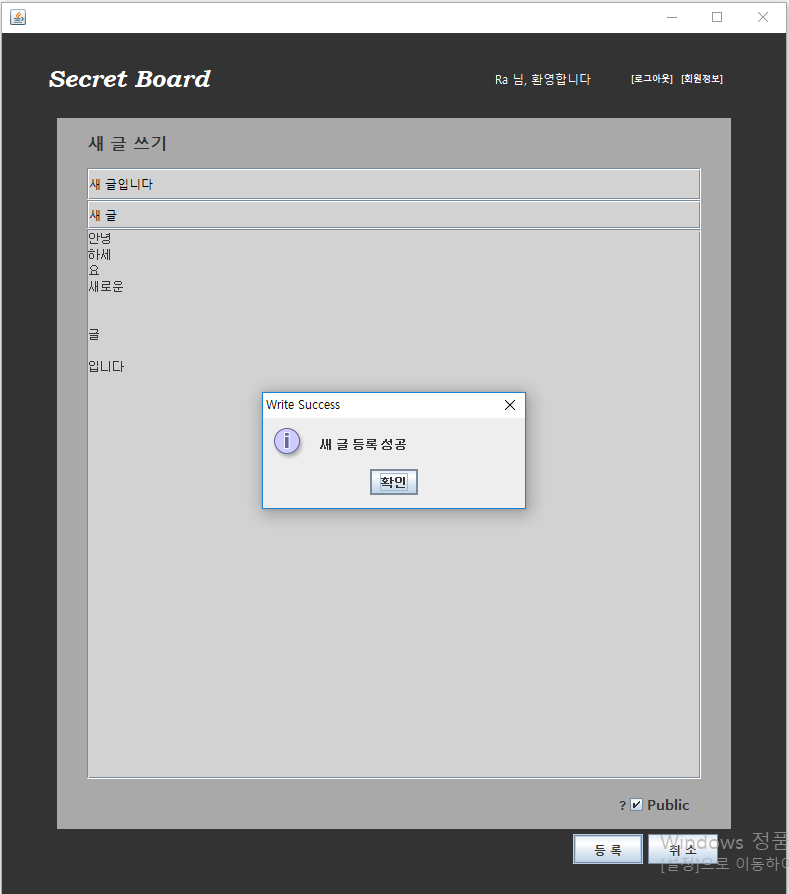 Secret Board
Ra 님, 환영합니다
[로그아웃] [회원정보]
새 글 쓰기
새 글입니다
새 글
안녕
하세
요
새로운
글
입니다
Write Success
새 글 등록 성공
확인
? Public
등 록
취 소
Windows 정품
[설정]으로 이동하